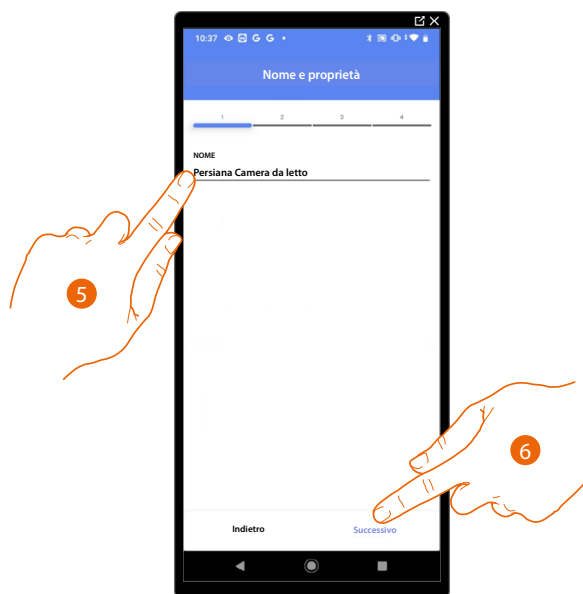 10:37 G G
Nome e proprietà
1 2 3 4
NOME
Persiana Camera da letto
5
6
Indietro Successivo